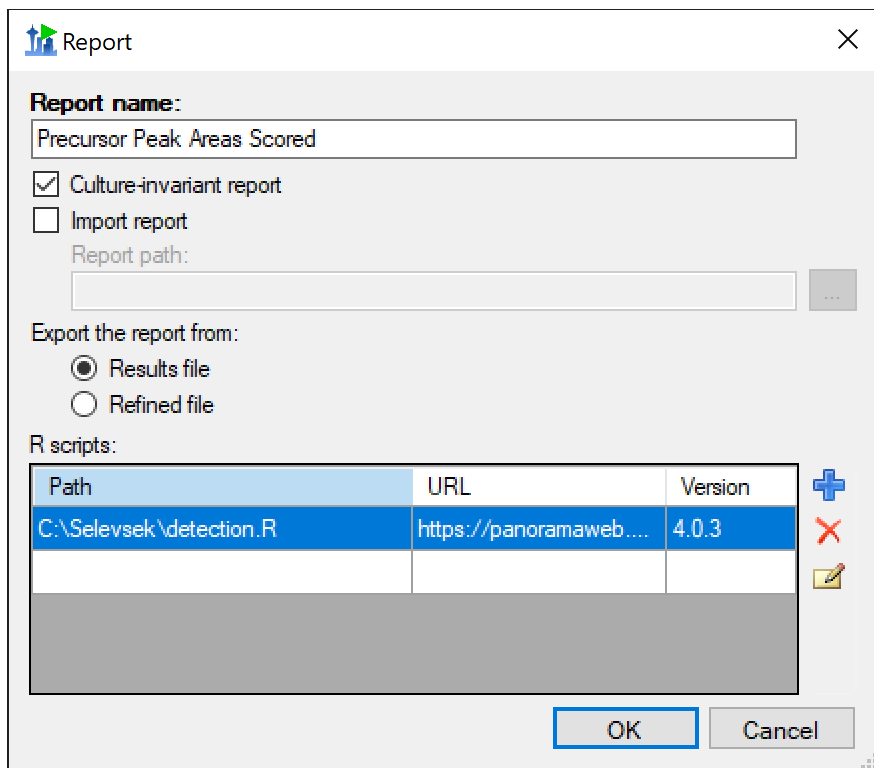 Report
Report name:
Precursor Peak Areas Scored
Culture-invariant report
Import report
Report path:
...
Export the report from:
Results file
Refined file
R scripts:
Path URL Version
C:\Selevsek\detection.R https://panoramaweb.... 4.0.3
OK Cancel